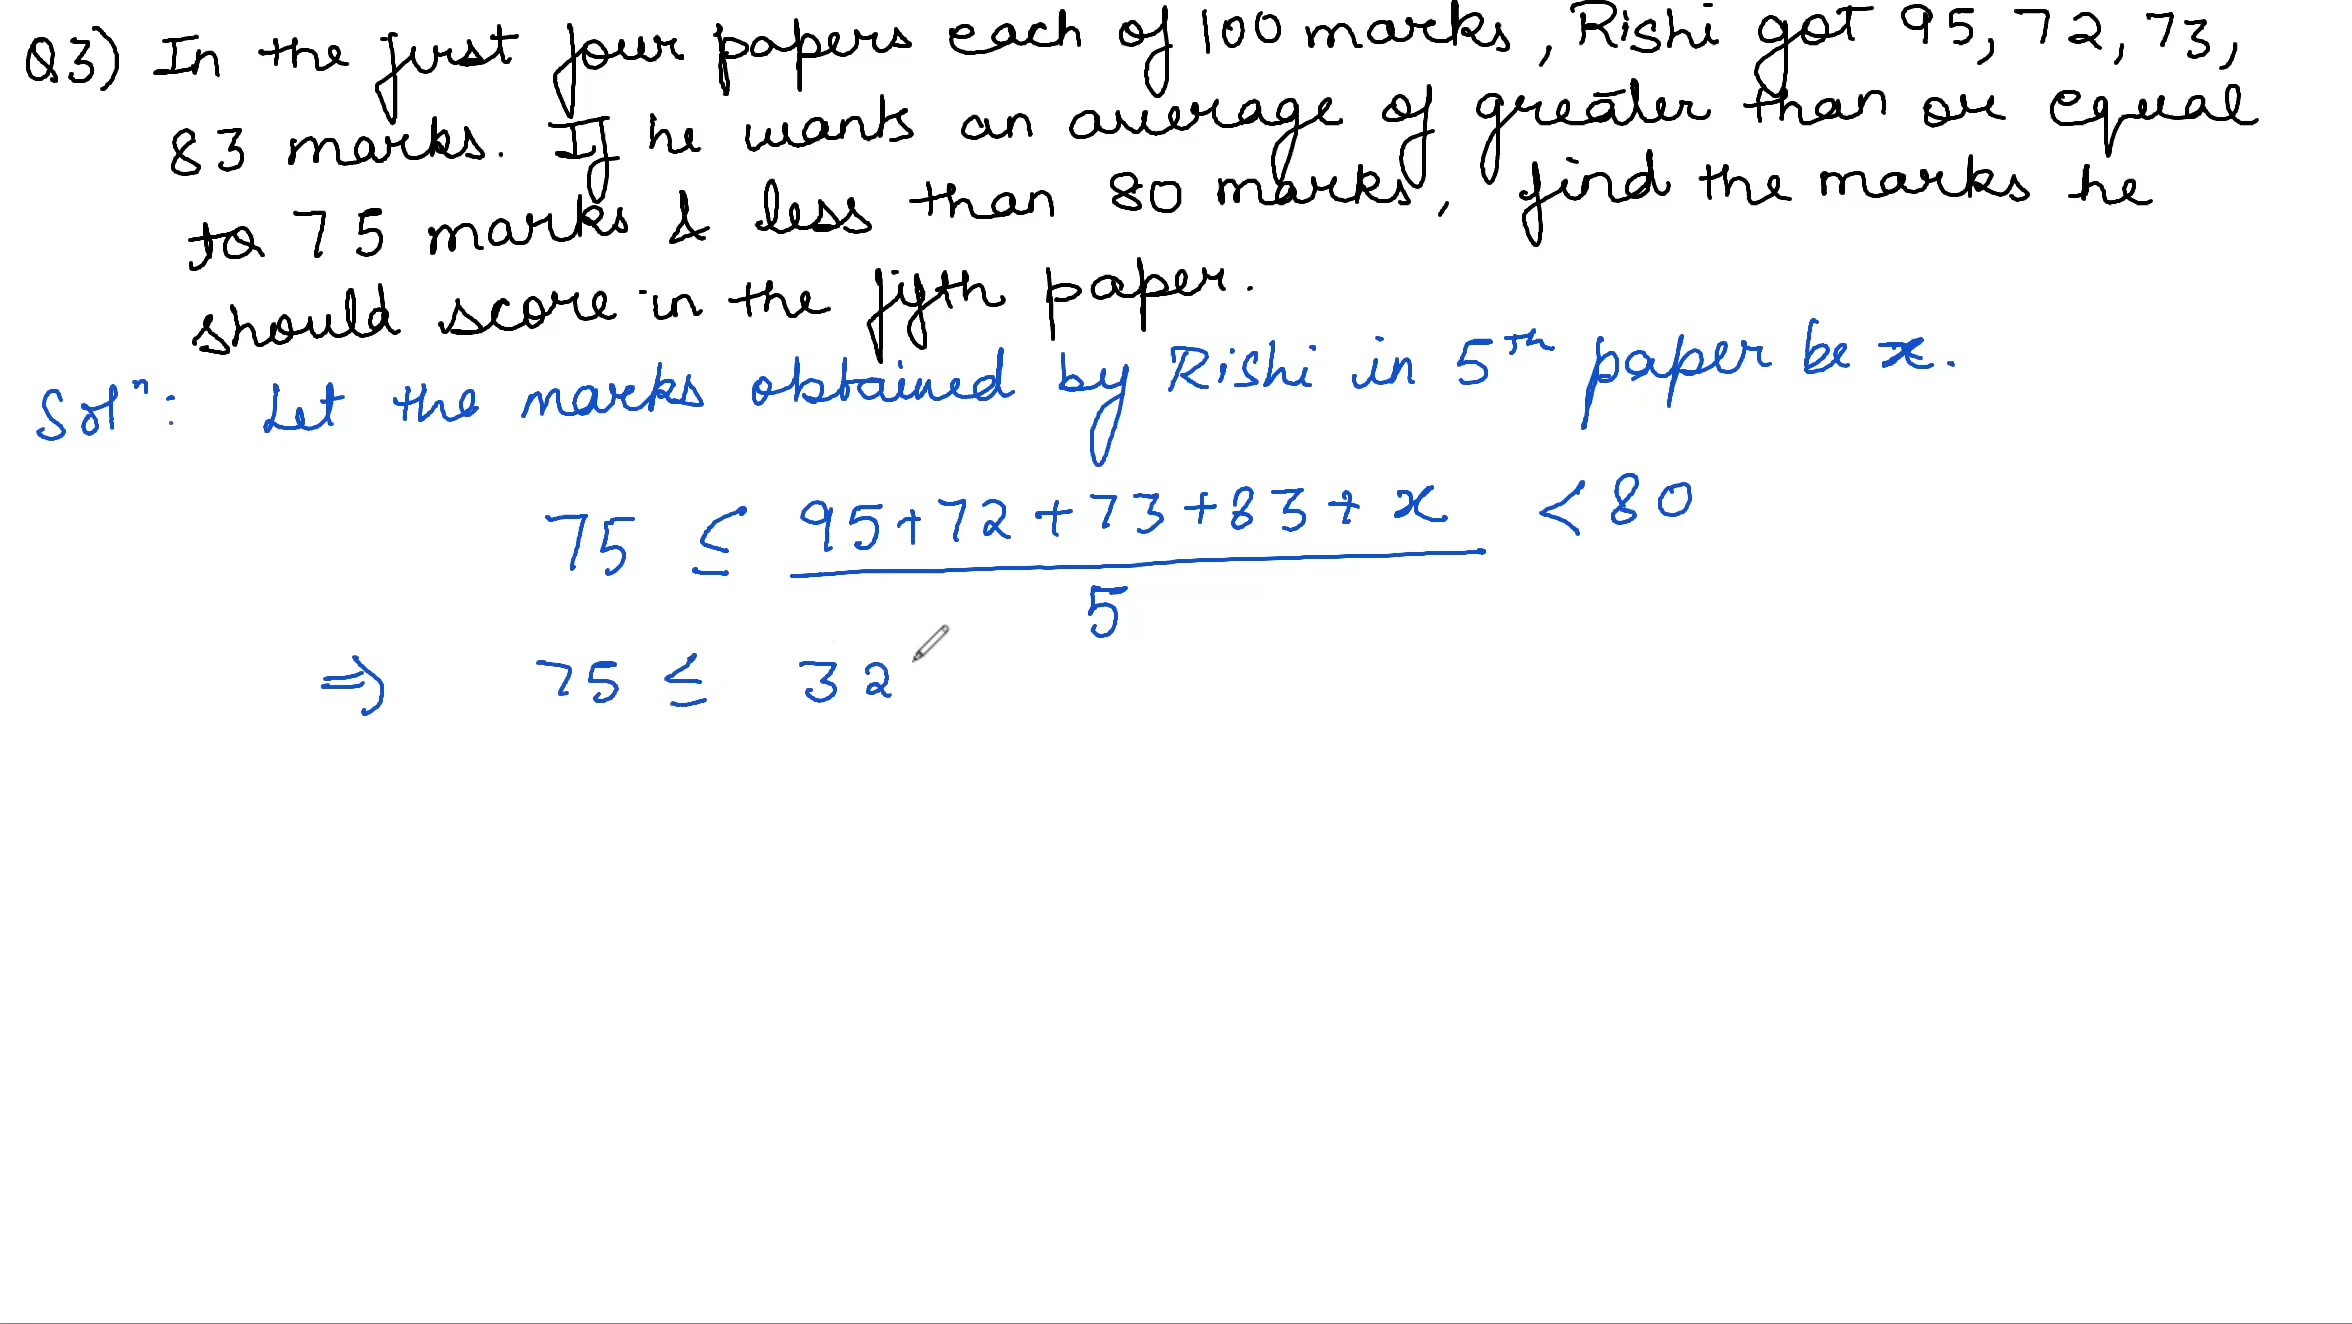 Q3) In the first four papers each of 100 marks, Rishi got 95, 72, 73,
83 marks. If he wants an average of greater than or equal
to 75 marks & less than 80 marks, find the marks he
should score in the fifth paper.
Solⁿ: Let the marks obtained by Rishi in 5ᵗʰ paper be x.
75 ≤ (95+72+73+83+x)/5 < 80
⇒ 75 ≤ 32